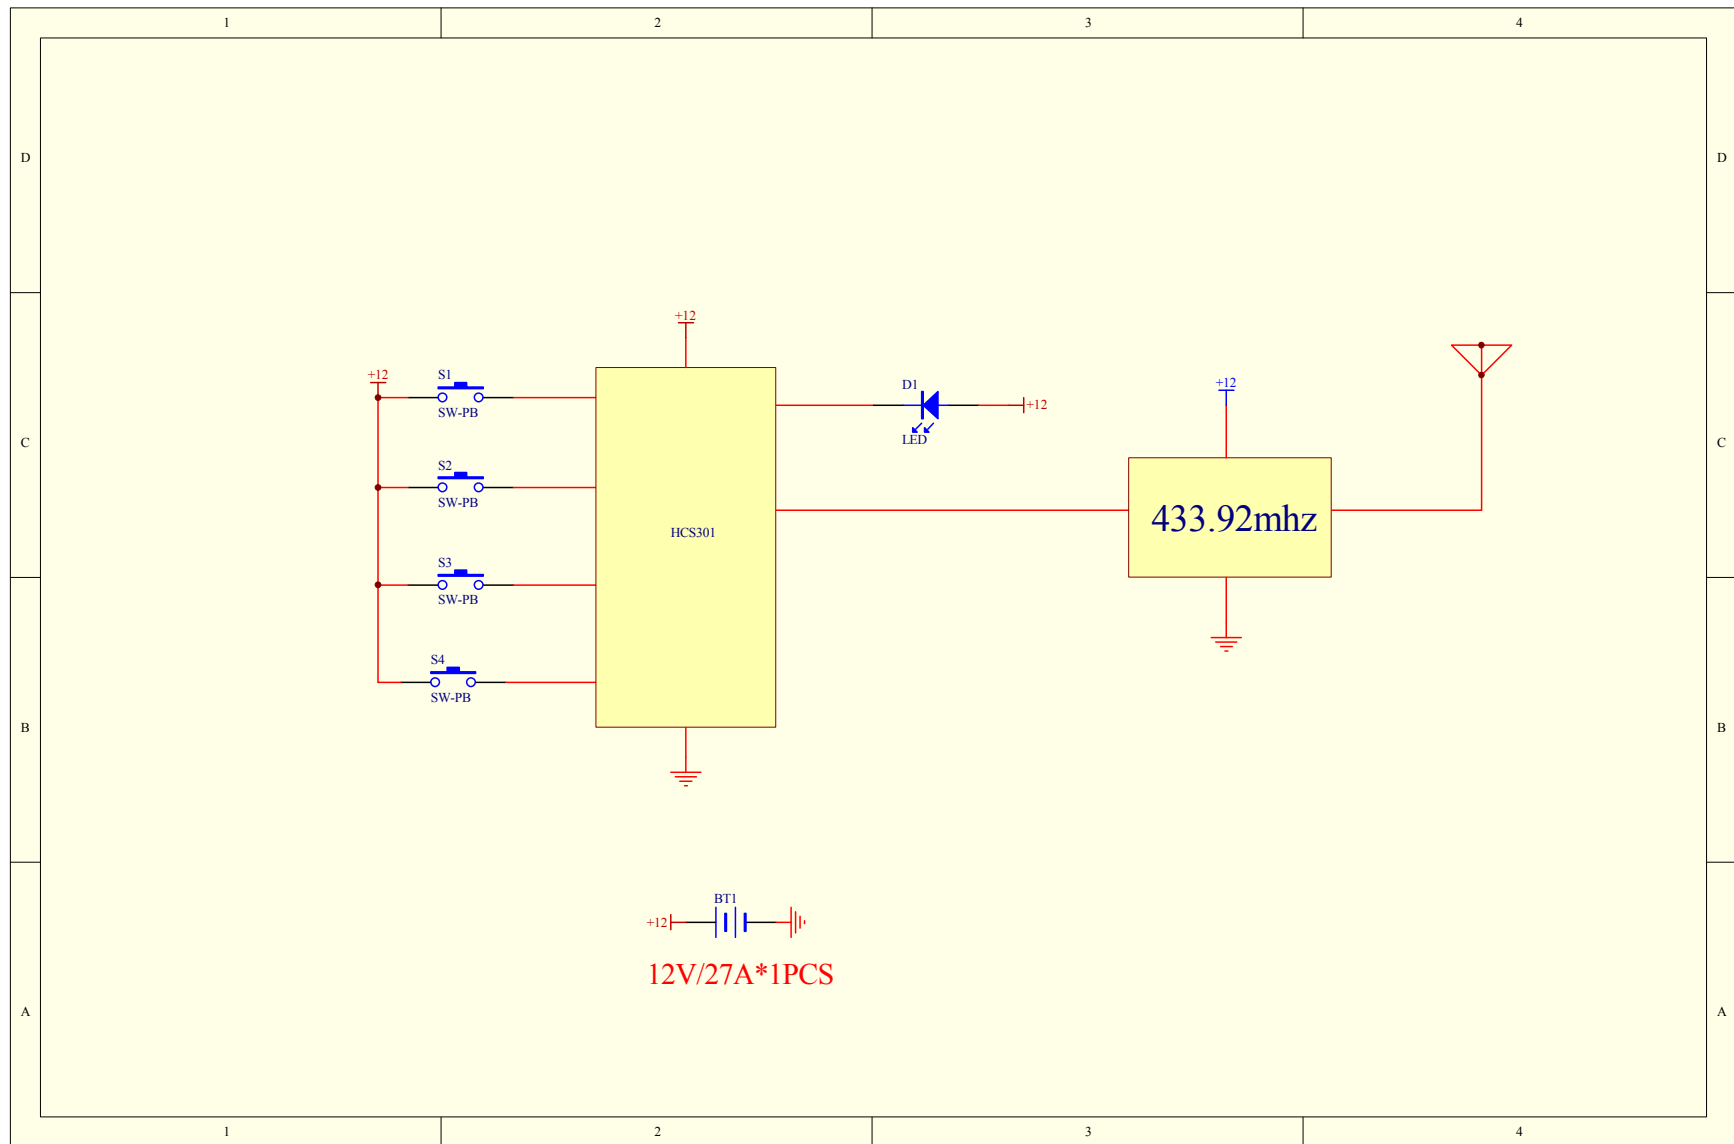 1 2 3 4
D D
+12
+12
S1
SW-PB
D1
LED
+12
+12
C C
S2
SW-PB
HCS301
433.92mhz
S3
SW-PB
S4
SW-PB
B B
BT1
+12
12V/27A*1PCS
A A
1 2 3 4